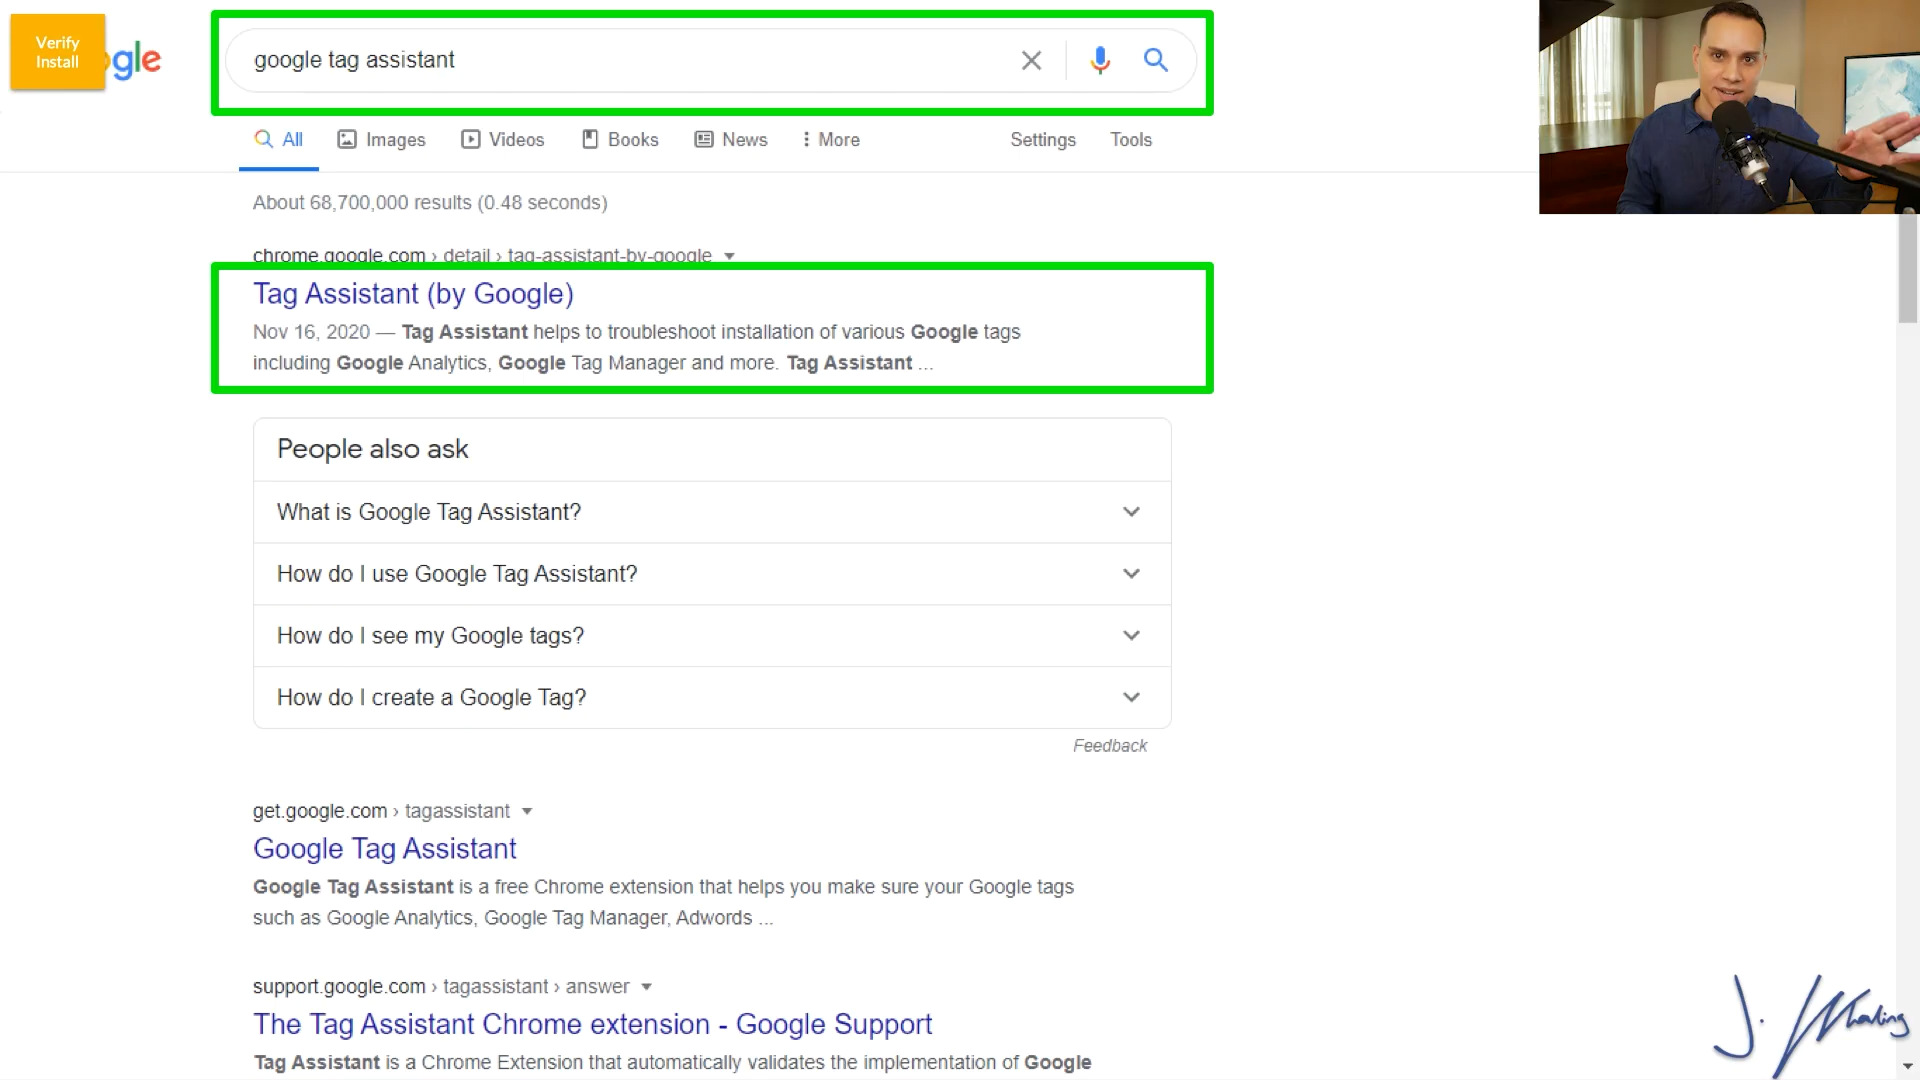 Verify
Install
gle
google tag assistant
All
Images
Videos
Books
News
More
Settings
Tools
About 68,700,000 results (0.48 seconds)
chrome.google.com › detail › tag-assistant-by-google
Tag Assistant (by Google)
Nov 16, 2020 — Tag Assistant helps to troubleshoot installation of various Google tags
including Google Analytics, Google Tag Manager and more. Tag Assistant ...
People also ask
What is Google Tag Assistant?
How do I use Google Tag Assistant?
How do I see my Google tags?
How do I create a Google Tag?
Feedback
get.google.com › tagassistant
Google Tag Assistant
Google Tag Assistant is a free Chrome extension that helps you make sure your Google tags
such as Google Analytics, Google Tag Manager, Adwords ...
support.google.com › tagassistant › answer
The Tag Assistant Chrome extension - Google Support
Tag Assistant is a Chrome Extension that automatically validates the implementation of Google